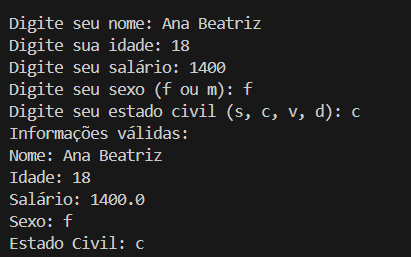 Digite seu nome: Ana Beatriz
Digite sua idade: 18
Digite seu salário: 1400
Digite seu sexo (f ou m): f
Digite seu estado civil (s, c, v, d): c
Informações válidas:
Nome: Ana Beatriz
Idade: 18
Salário: 1400.0
Sexo: f
Estado Civil: c